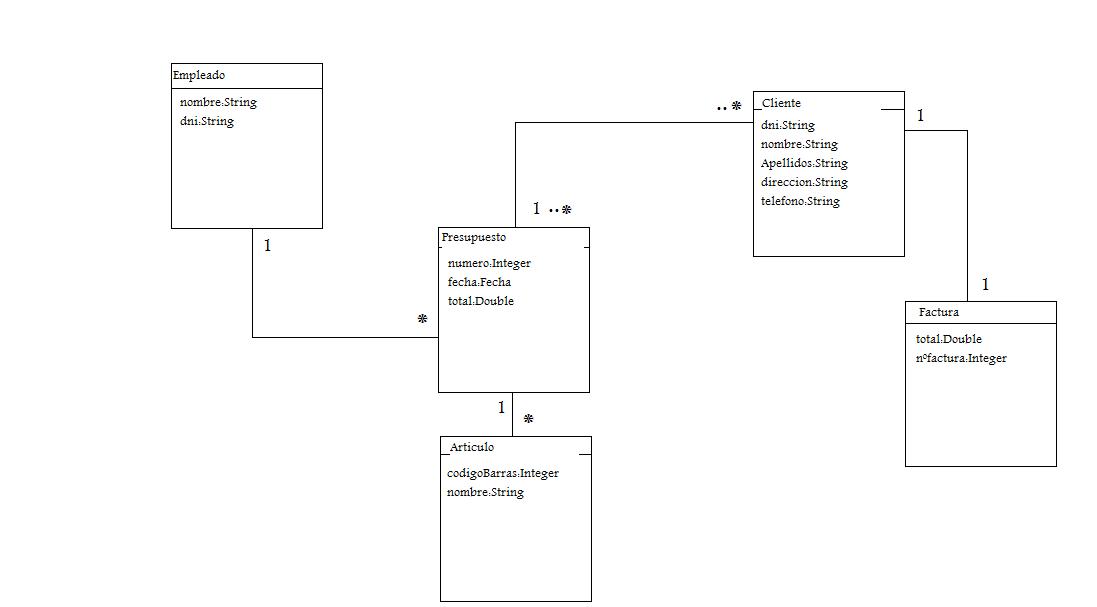 Empleado
nombre:String
dni:String
1
*
1 ..*
..*
Presupuesto
numero:Integer
fecha:Fecha
total:Double
1
*
Articulo
codigoBarras:Integer
nombre:String
Cliente
dni:String
nombre:String
Apellidos:String
direccion:String
telefono:String
1
1
Factura
total:Double
nºfactura:Integer